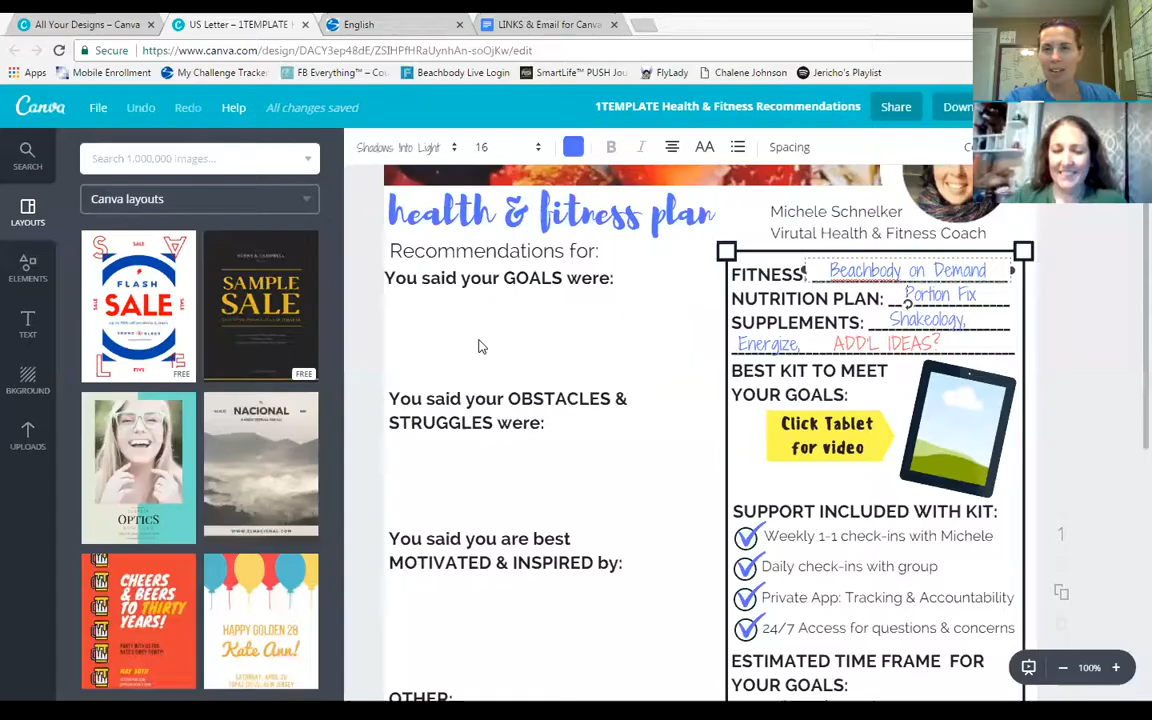 All Your Designs – Canva
US Letter – 1TEMPLATE
English
LINKS & Email for Canva
Secure
https://www.canva.com/design/DACY3ep48dE/ZSIHPfHRaUynhAn-soOjKw/edit
Apps
Mobile Enrollment
My Challenge Tracke
FB Everything™ – Cou
Beachbody Live Login
SmartLife™ PUSH Jou
FlyLady
Chalene Johnson
Jericho's Playlist
Canva
File
Undo
Redo
Help
All changes saved
1TEMPLATE Health & Fitness Recommendations
Share
Down
Shadows Into Light
16
B
I
AA
Spacing
SEARCH
LAYOUTS
ELEMENTS
TEXT
BKGROUND
UPLOADS
Search 1,000,000 images...
Canva layouts
FLASH
SALE
FREE
SAMPLE
SALE
FREE
OPTICS
NACIONAL
CHEERS
& BEERS
TO THIRTY
YEARS!
HAPPY GOLDEN 28
Kate Ann!
health & fitness plan
Recommendations for:
You said your GOALS were:
You said your OBSTACLES &
STRUGGLES were:
You said you are best
MOTIVATED & INSPIRED by:
OTHER:
Michele Schnelker
Virutal Health & Fitness Coach
FITNESS Beachbody on Demand
NUTRITION PLAN: Portion Fix
SUPPLEMENTS: Shakeology,
Energize, ADD'L IDEAS?
BEST KIT TO MEET
YOUR GOALS:
Click Tablet
for video
SUPPORT INCLUDED WITH KIT:
Weekly 1-1 check-ins with Michele
Daily check-ins with group
Private App: Tracking & Accountability
24/7 Access for questions & concerns
ESTIMATED TIME FRAME FOR
YOUR GOALS:
1
100%